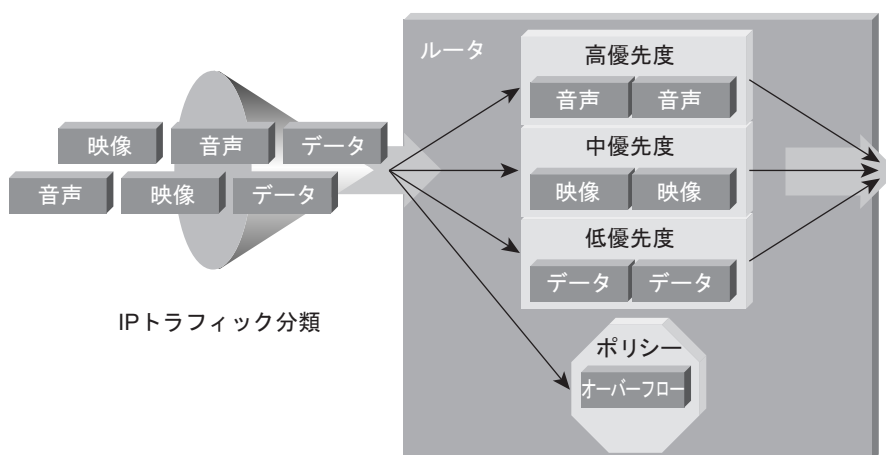 ルータ
高優先度
音声 音声
映像 音声 データ
中優先度
音声 映像 データ
映像 映像
低優先度
データ データ
IPトラフィック分類
ポリシー
オーバーフロー